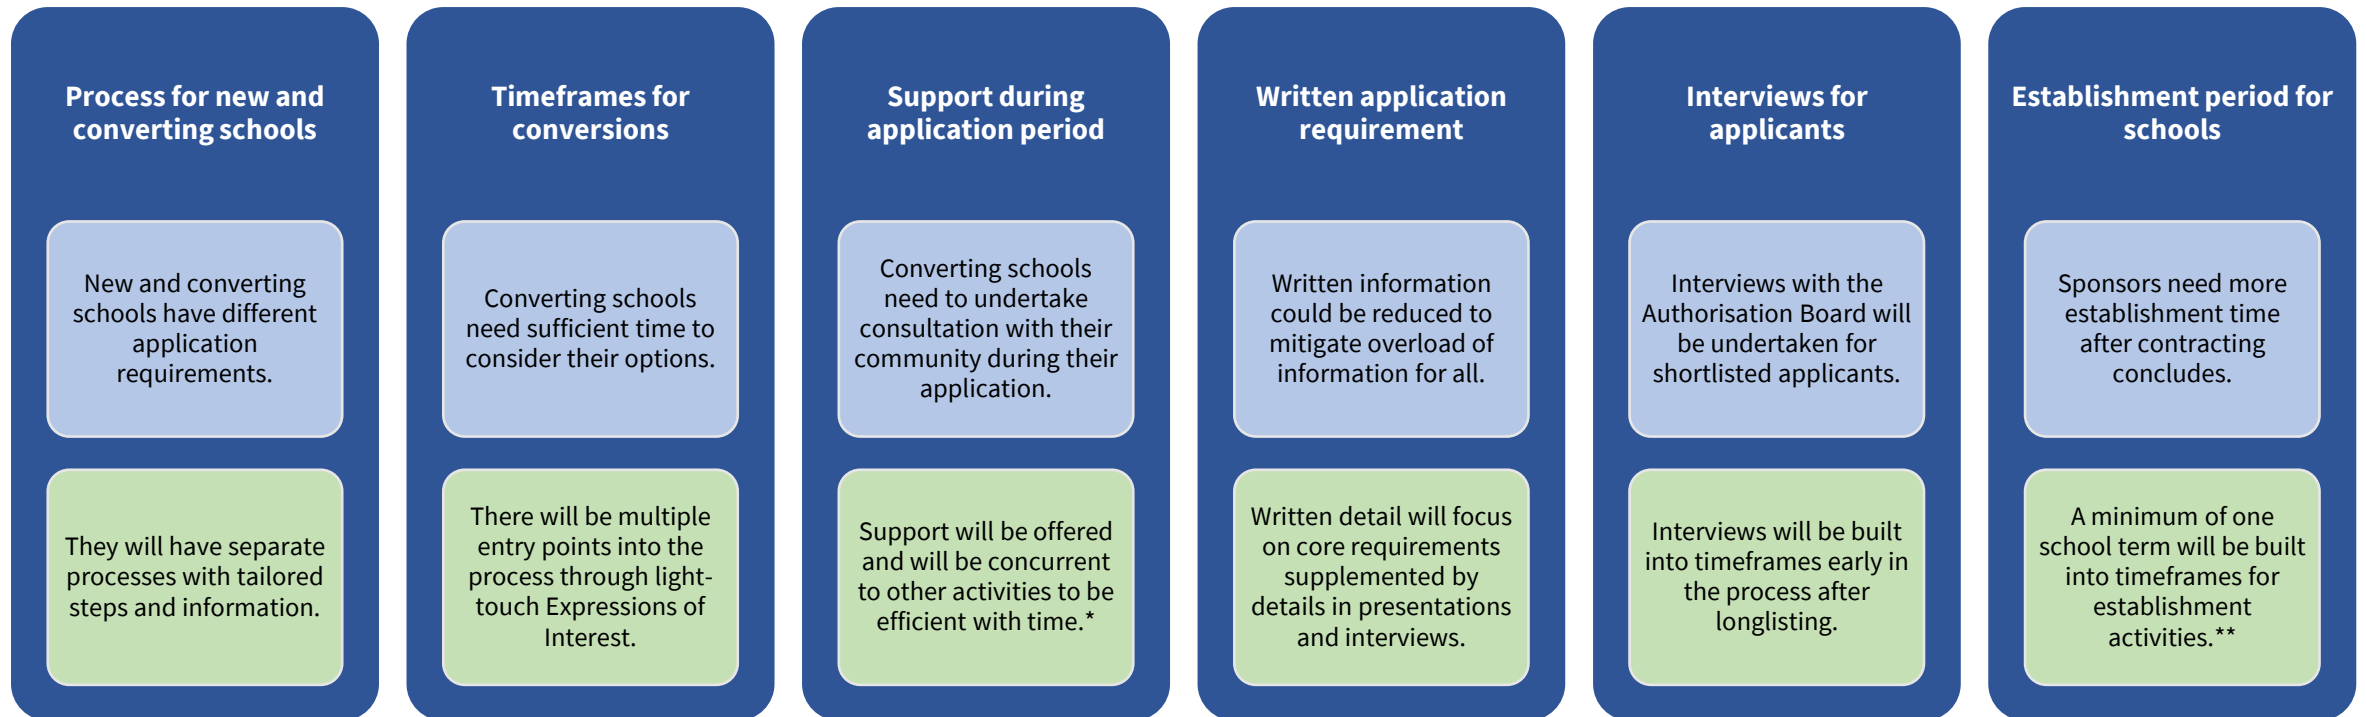 Process for new and
converting schools
New and converting
schools have different
application
requirements.
They will have separate
processes with tailored
steps and information.
Timeframes for
conversions
Converting schools
need sufficient time to
consider their options.
There will be multiple
entry points into the
process through light-
touch Expressions of
Interest.
Support during
application period
Converting schools
need to undertake
consultation with their
community during their
application.
Support will be offered
and will be concurrent
to other activities to be
efficient with time.*
Written application
requirement
Written information
could be reduced to
mitigate overload of
information for all.
Written detail will focus
on core requirements
supplemented by
details in presentations
and interviews.
Interviews for
applicants
Interviews with the
Authorisation Board will
be undertaken for
shortlisted applicants.
Interviews will be built
into timeframes early in
the process after
longlisting.
Establishment period for
schools
Sponsors need more
establishment time
after contracting
concludes.
A minimum of one
school term will be built
into timeframes for
establishment
activities.**